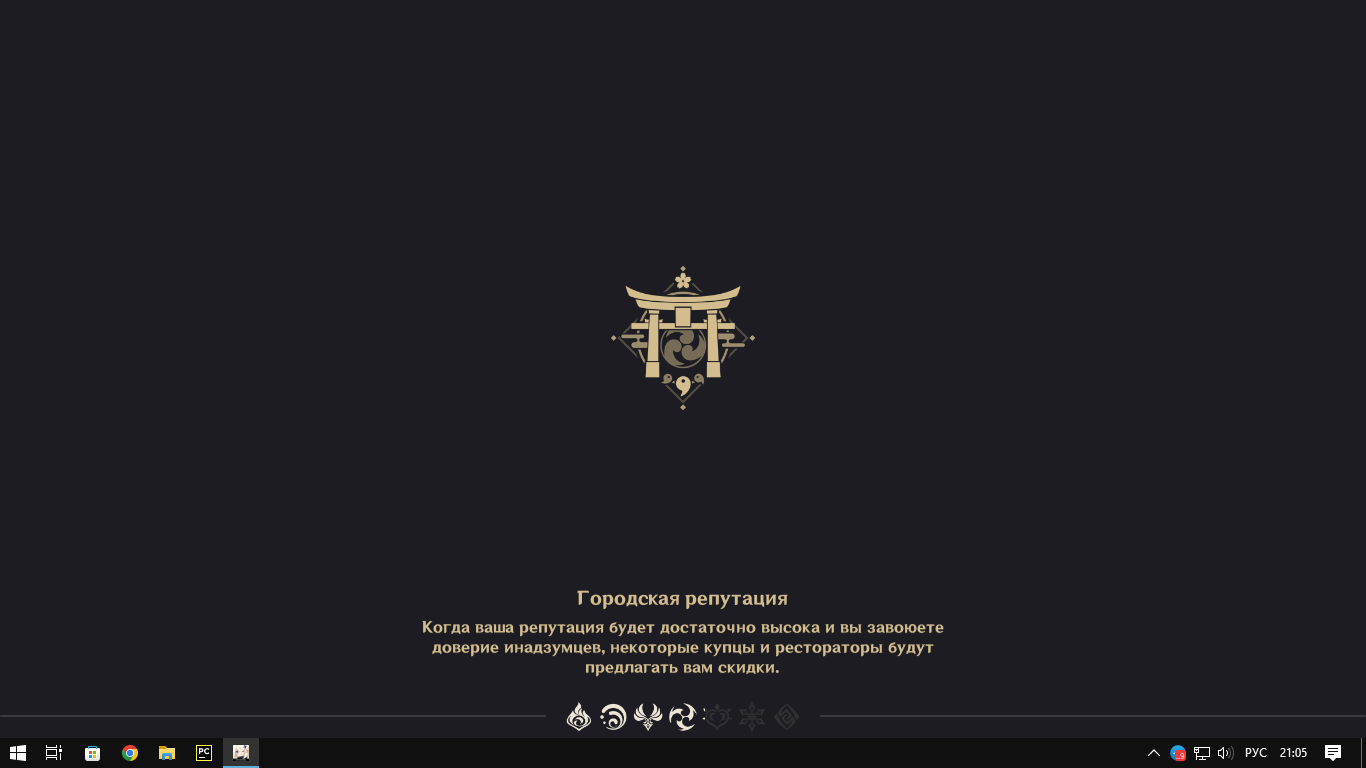 Городская репутация
Когда ваша репутация будет достаточно высока и вы завоюете
доверие инадзумцев, некоторые купцы и рестораторы будут
предлагать вам скидки.
PC
9
РУС
21:05